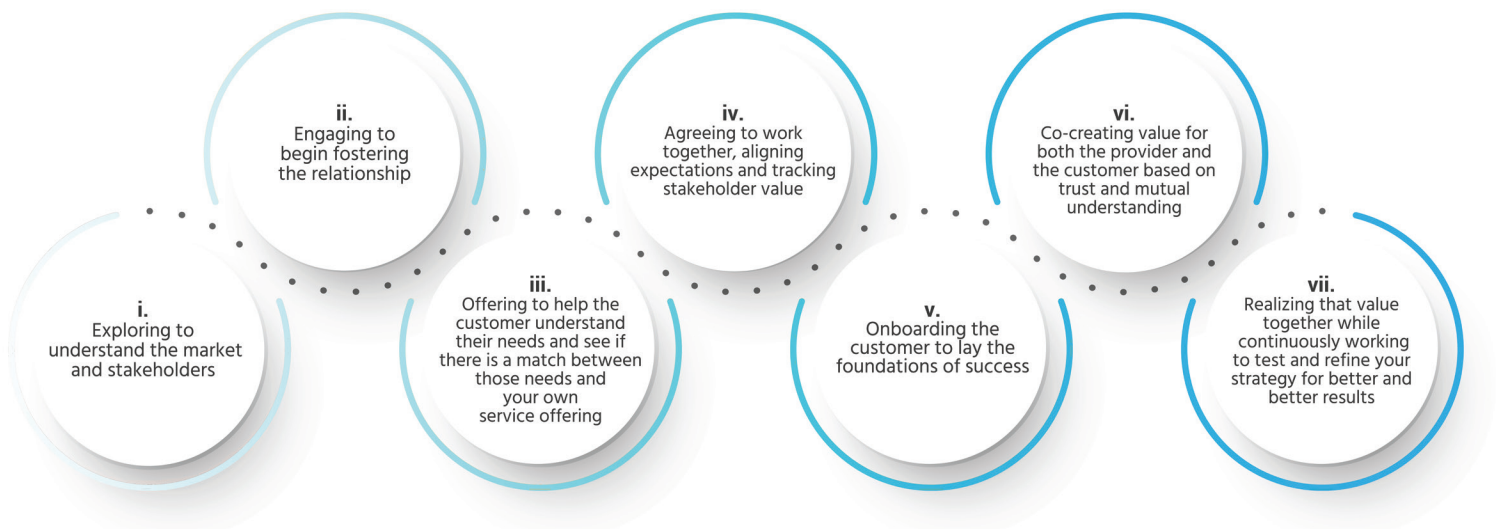 i.
Exploring to
understand the market
and stakeholders
ii.
Engaging to
begin fostering
the relationship
iii.
Offering to help the
customer understand
their needs and see if
there is a match between
those needs and
your own
service offering
iv.
Agreeing to work
together, aligning
expectations and tracking
stakeholder value
v.
Onboarding the
customer to lay the
foundations of success
vi.
Co-creating value for
both the provider and
the customer based on
trust and mutual
understanding
vii.
Realizing that value
together while
continuously working
to test and refine your
strategy for better and
better results